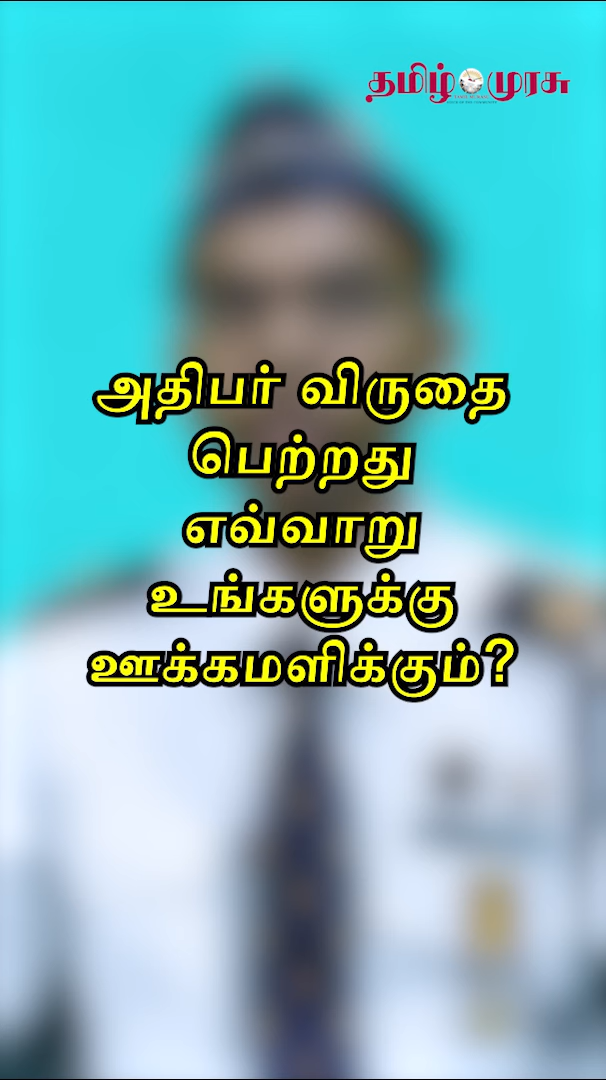 தமிழ் முரசு
அதிபர் விருதை
பெற்றது
எவ்வாறு
உங்களுக்கு
ஊக்கமளிக்கும்?